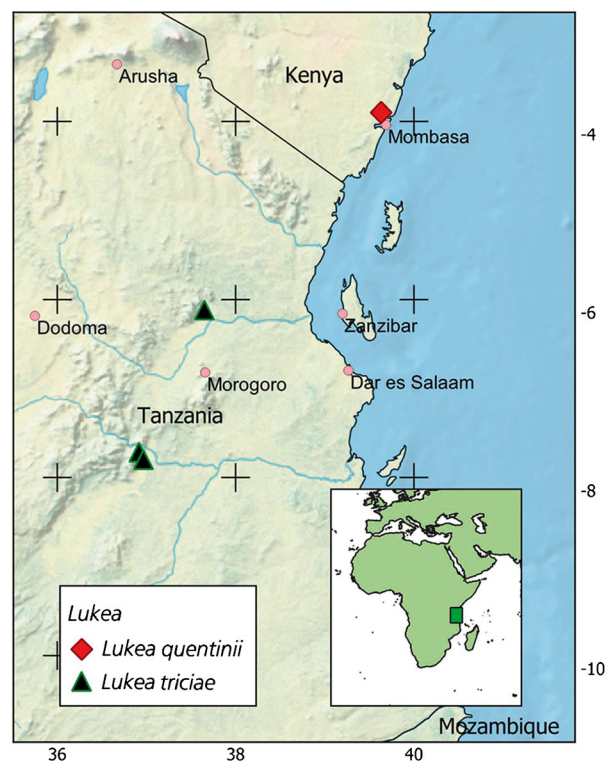 Arusha
Kenya
-4
Mombasa
-6
Dodoma
Zanzibar
Morogoro
Dar es Salaam
Tanzania
-8
Lukea
Lukea quentinii
Lukea triciae
-10
Mozambique
36
38
40